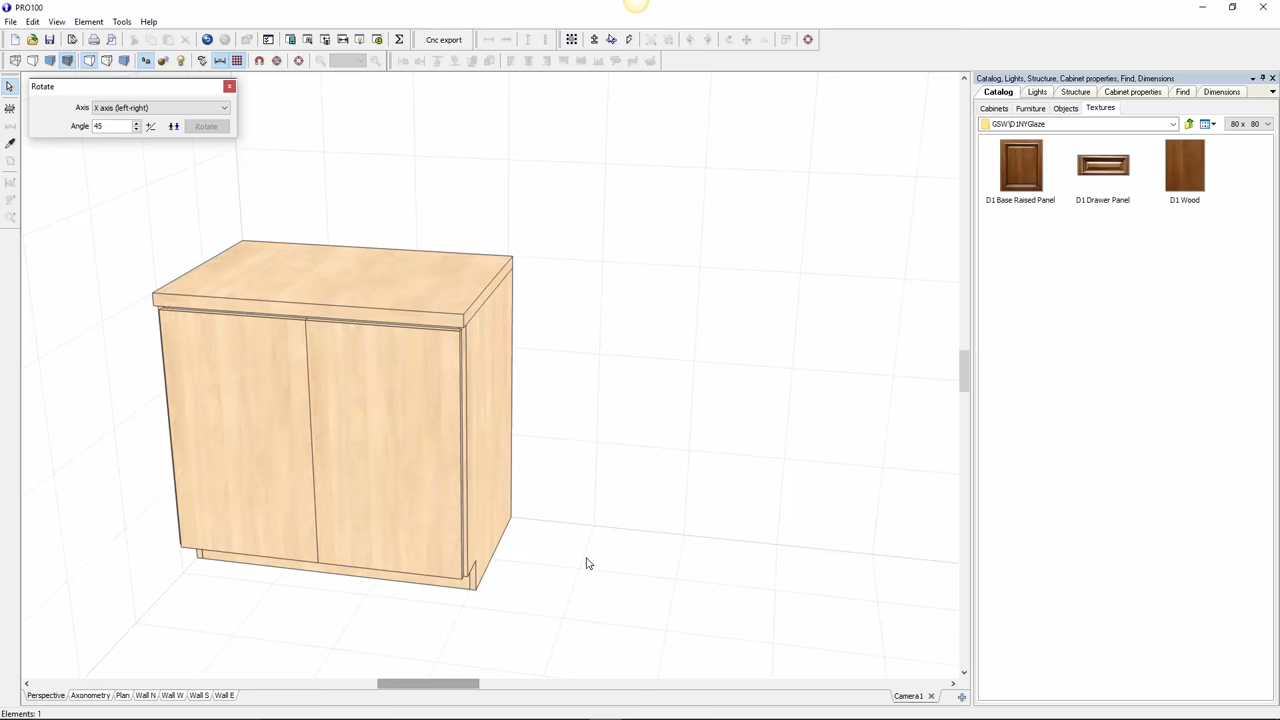 PRO100
File Edit View Element Tools Help
Cnc export
Rotate
Axis X axis (left-right)
Angle 45 Rotate
Catalog, Lights, Structure, Cabinet properties, Find, Dimensions
Catalog Lights Structure Cabinet properties Find Dimensions
Cabinets Furniture Objects Textures
GSW\D1NYGlaze 80 x 80
D1 Base Raised Panel D1 Drawer Panel D1 Wood
Perspective Axonometry Plan Wall N Wall W Wall S Wall E Camera1
Elements: 1